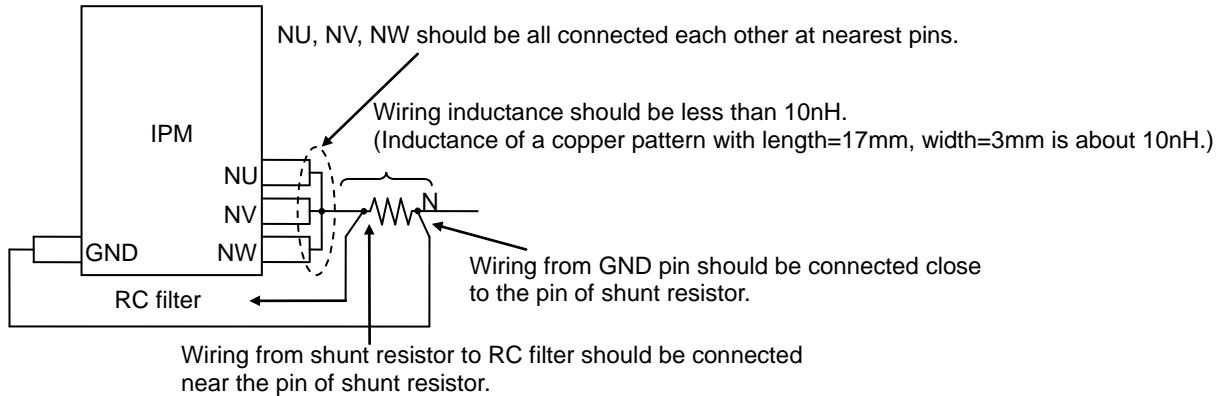 NU, NV, NW should be all connected each other at nearest pins.
Wiring inductance should be less than 10nH.
(Inductance of a copper pattern with length=17mm, width=3mm is about 10nH.)
IPM
NU
NV
NW
GND
N
Wiring from GND pin should be connected close
to the pin of shunt resistor.
RC filter
Wiring from shunt resistor to RC filter should be connected
near the pin of shunt resistor.